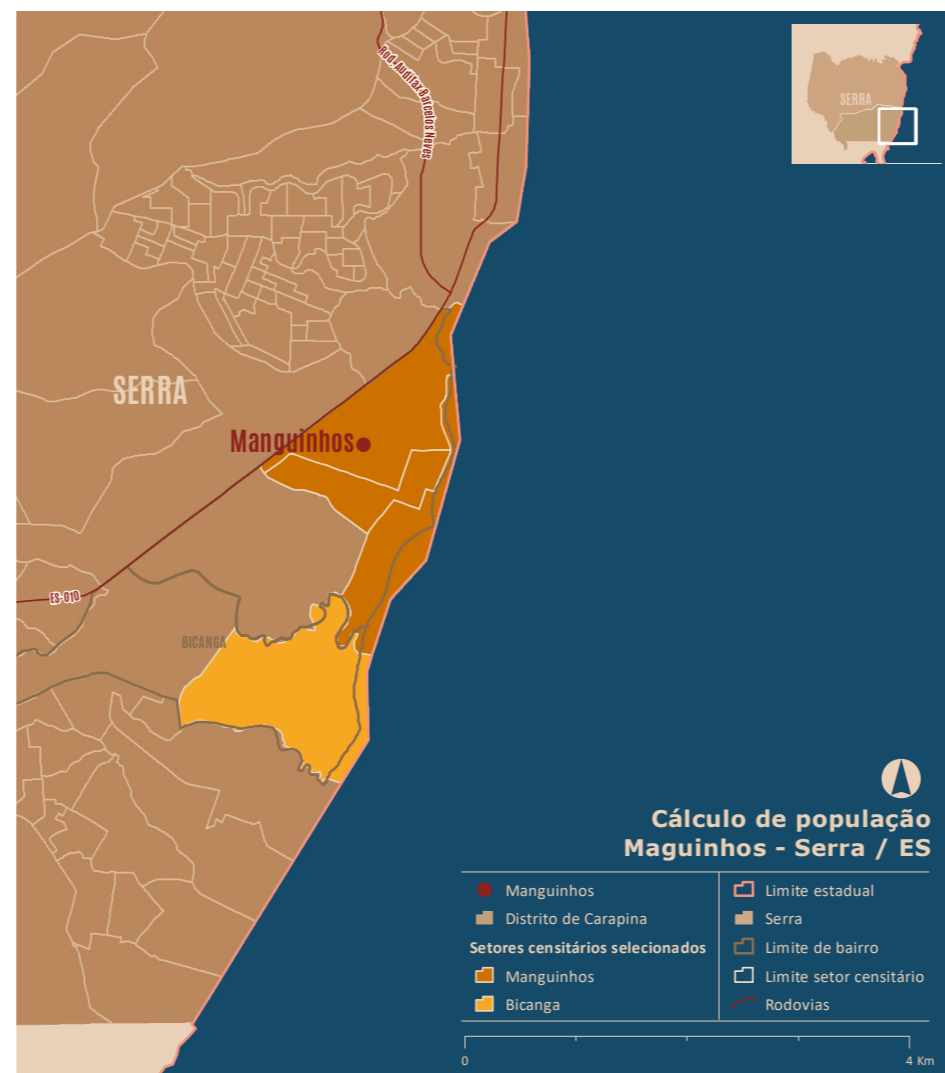 Rod. Audifax Barcelos Neves
SERRA
SERRA
Manguinhos
ES-010
BICANGA
Cálculo de população
Maguinhos - Serra / ES
Manguinhos
Distrito de Carapina
Setores censitários selecionados
Manguinhos
Bicanga
Limite estadual
Serra
Limite de bairro
Limite setor censitário
Rodovias
0
4 Km